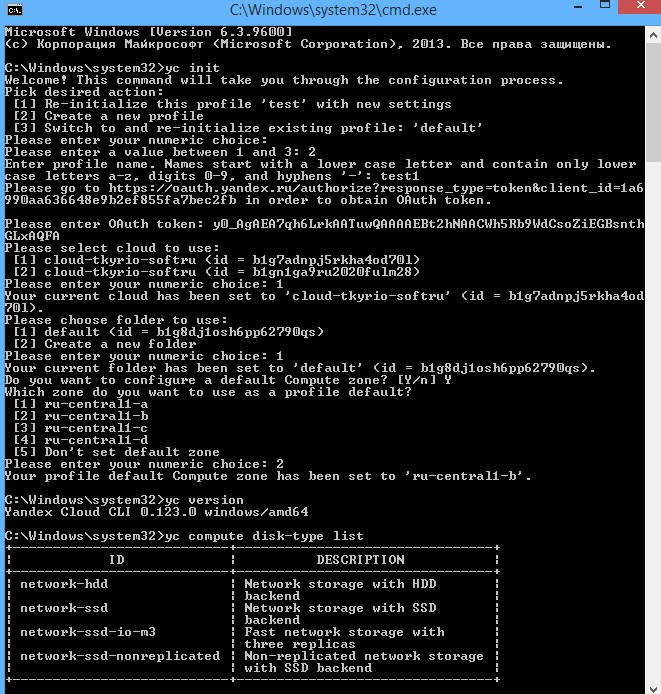 C:\Windows\system32\cmd.exe
Microsoft Windows [Version 6.3.9600]
(c) Корпорация Майкрософт (Microsoft Corporation), 2013. Все права защищены.
C:\Windows\system32>yc init
Welcome! This command will take you through the configuration process.
Pick desired action:
[1] Re-initialize this profile 'test' with new settings
[2] Create a new profile
[3] Switch to and re-initialize existing profile: 'default'
Please enter your numeric choice:
Please enter a value between 1 and 3: 2
Enter profile name. Names start with a lower case letter and contain only lower
case letters a-z, digits 0-9, and hyphens '-': test1
Please go to https://oauth.yandex.ru/authorize?response_type=token&client_id=1a6
990aa636648e9b2ef855fa7bec2fb in order to obtain OAuth token.
Please enter OAuth token: y0_AgAEA7qh6LrkAATuwQAAAAEBt2hNAACWh5Rb9WdCsoZiEGBsnth
GLxAQFA
Please select cloud to use:
[1] cloud-tkyrio-softru (id = b1g7adnpj5rkha4od70l)
[2] cloud-tkyrio-softru (id = b1gn1ga9ru2020fulm28)
Please enter your numeric choice: 1
Your current cloud has been set to 'cloud-tkyrio-softru' (id = b1g7adnpj5rkha4od
70l).
Please choose folder to use:
[1] default (id = b1g8dj1osh6pp62790qs)
[2] Create a new folder
Please enter your numeric choice: 1
Your current folder has been set to 'default' (id = b1g8dj1osh6pp62790qs).
Do you want to configure a default Compute zone? [Y/n] Y
Which zone do you want to use as a profile default?
[1] ru-central1-a
[2] ru-central1-b
[3] ru-central1-c
[4] ru-central1-d
[5] Don't set default zone
Please enter your numeric choice: 2
Your profile default Compute zone has been set to 'ru-central1-b'.
C:\Windows\system32>yc version
Yandex Cloud CLI 0.123.0 windows/amd64
C:\Windows\system32>yc compute disk-type list
ID DESCRIPTION
network-hdd Network storage with HDD
backend
network-ssd Network storage with SSD
backend
network-ssd-io-m3 Fast network storage with
three replicas
network-ssd-nonreplicated Non-replicated network storage
with SSD backend